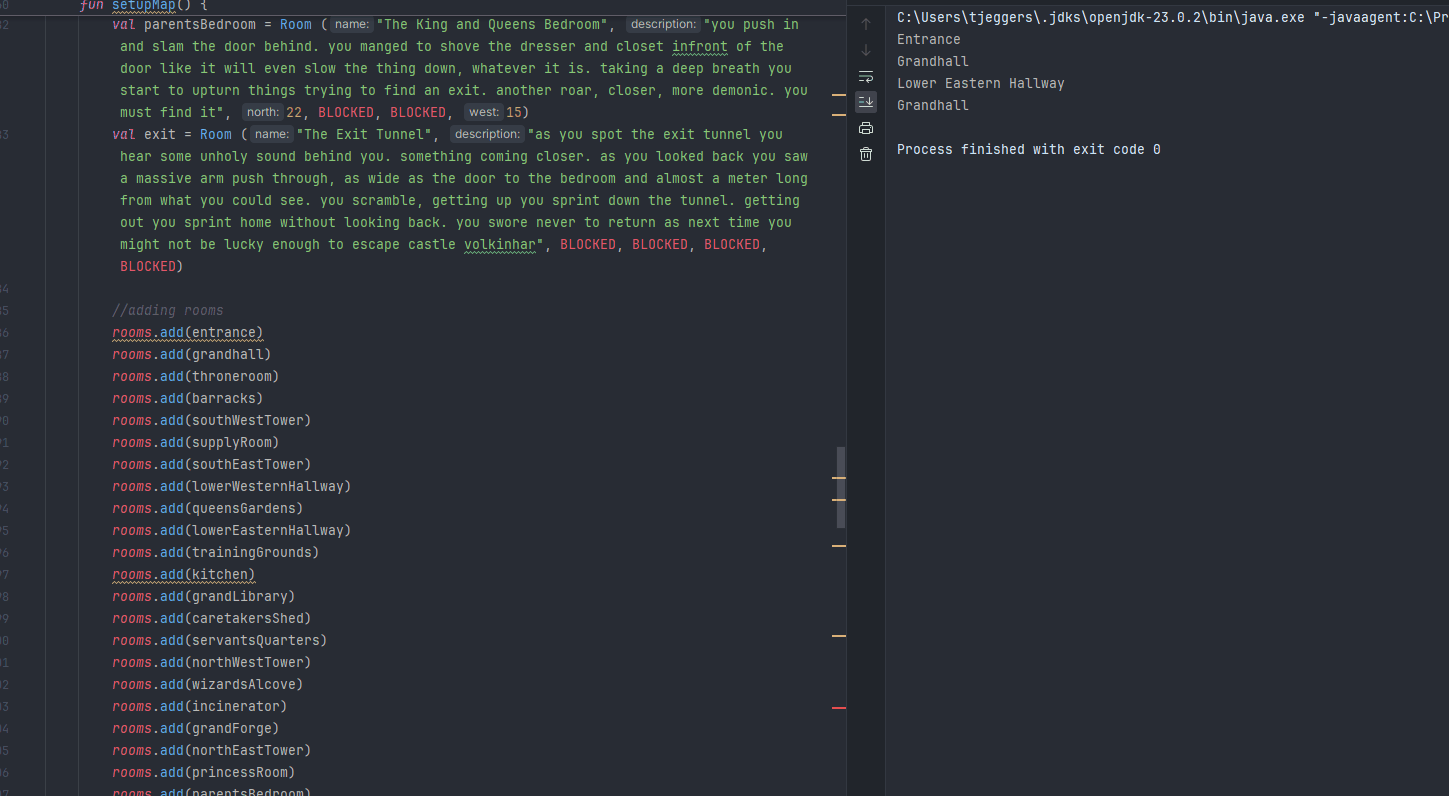 fun setupMap() {
val parentsBedroom = Room ( name: "The King and Queens Bedroom", description: "you push in
and slam the door behind. you manged to shove the dresser and closet infront of the
door like it will even slow the thing down, whatever it is. taking a deep breath you
start to upturn things trying to find an exit. another roar, closer, more demonic. you
must find it", north: 22, BLOCKED, BLOCKED, west: 15)
val exit = Room ( name: "The Exit Tunnel", description: "as you spot the exit tunnel you
hear some unholy sound behind you. something coming closer. as you looked back you saw
a massive arm push through, as wide as the door to the bedroom and almost a meter long
from what you could see. you scramble, getting up you sprint down the tunnel. getting
out you sprint home without looking back. you swore never to return as next time you
might not be lucky enough to escape castle volkinhar", BLOCKED, BLOCKED, BLOCKED,
BLOCKED)
//adding rooms
rooms.add(entrance)
rooms.add(grandhall)
rooms.add(throneroom)
rooms.add(barracks)
rooms.add(southWestTower)
rooms.add(supplyRoom)
rooms.add(southEastTower)
rooms.add(lowerWesternHallway)
rooms.add(queensGardens)
rooms.add(lowerEasternHallway)
rooms.add(trainingGrounds)
rooms.add(kitchen)
rooms.add(grandLibrary)
rooms.add(caretakersShed)
rooms.add(servantsQuarters)
rooms.add(northWestTower)
rooms.add(wizardsAlcove)
rooms.add(incinerator)
rooms.add(grandForge)
rooms.add(northEastTower)
rooms.add(princessRoom)
rooms.add(parentsBedroom)
C:\Users\tjeggers\.jdks\openjdk-23.0.2\bin\java.exe "-javaagent:C:\Pr
Entrance
Grandhall
Lower Eastern Hallway
Grandhall
Process finished with exit code 0